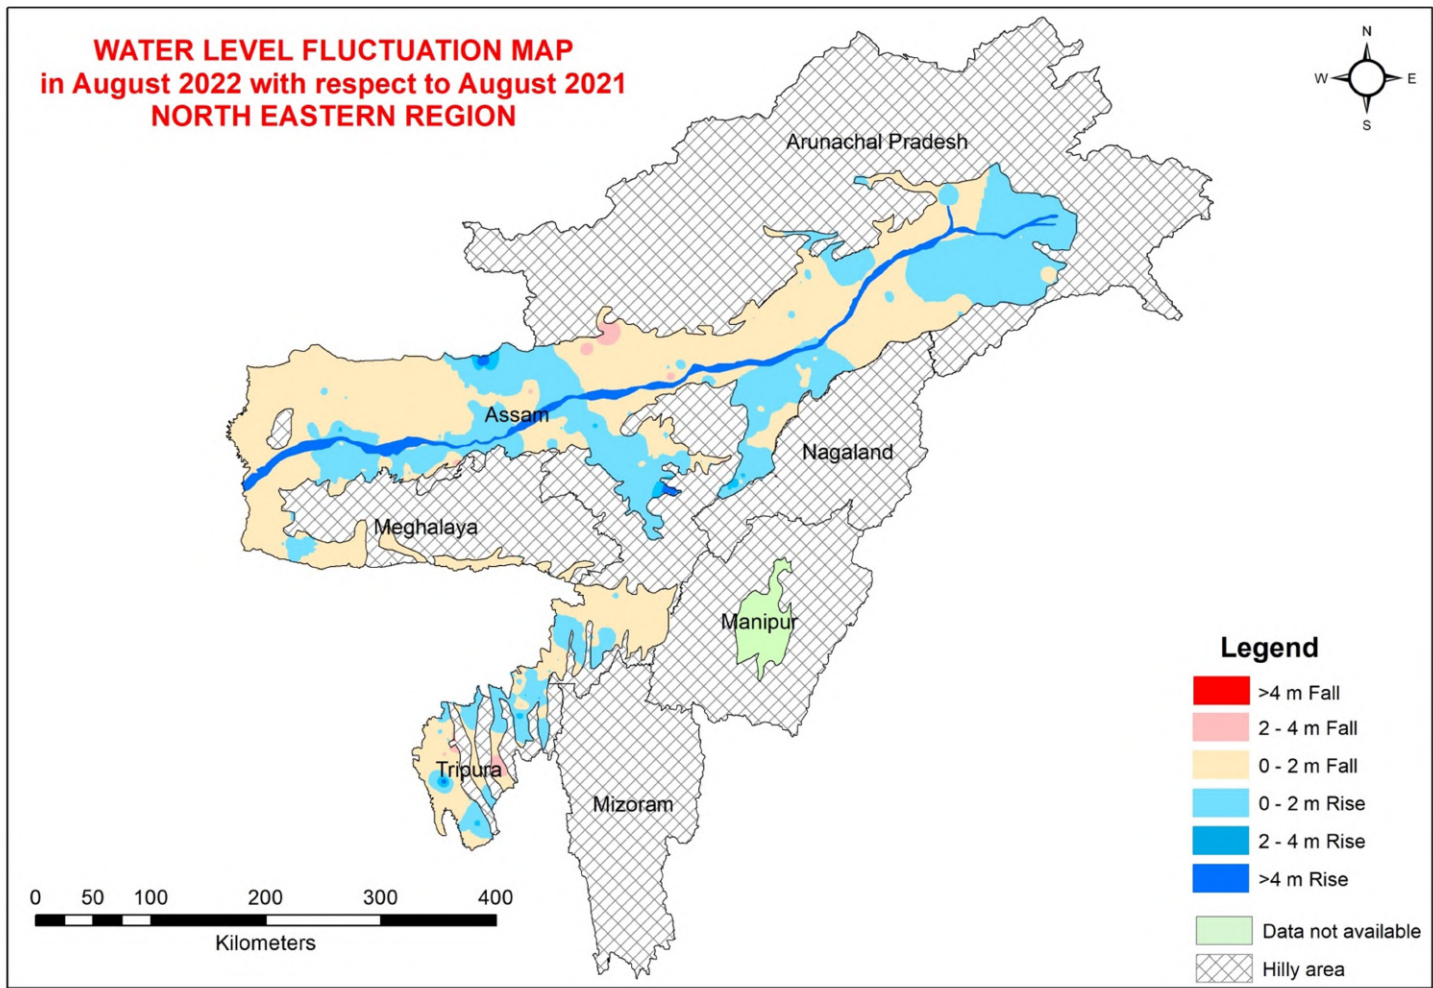 WATER LEVEL FLUCTUATION MAP
in August 2022 with respect to August 2021
NORTH EASTERN REGION
N
W E
S
Arunachal Pradesh
Assam
Nagaland
Meghalaya
Manipur
Tripura
Mizoram
Legend
>4 m Fall
2 - 4 m Fall
0 - 2 m Fall
0 - 2 m Rise
2 - 4 m Rise
>4 m Rise
Data not available
Hilly area
0 50 100 200 300 400
Kilometers